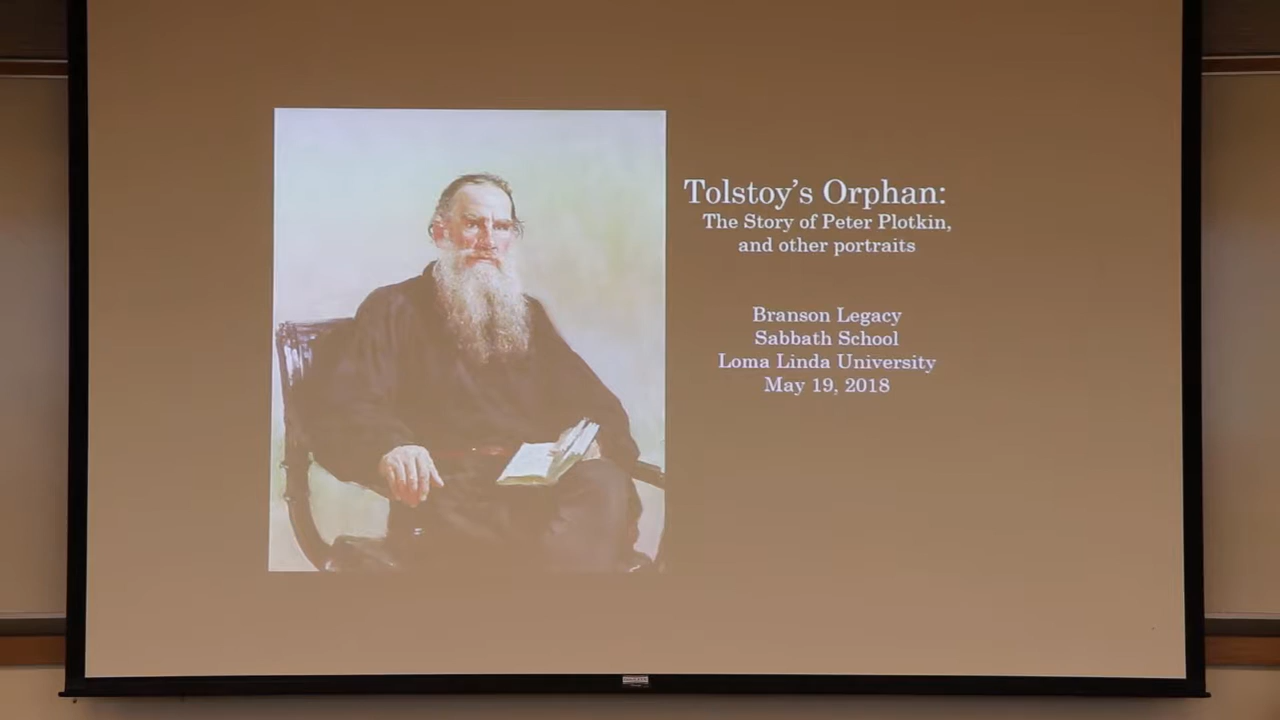 Tolstoy's Orphan:
The Story of Peter Plotkin,
and other portraits
Branson Legacy
Sabbath School
Loma Linda University
May 19, 2018